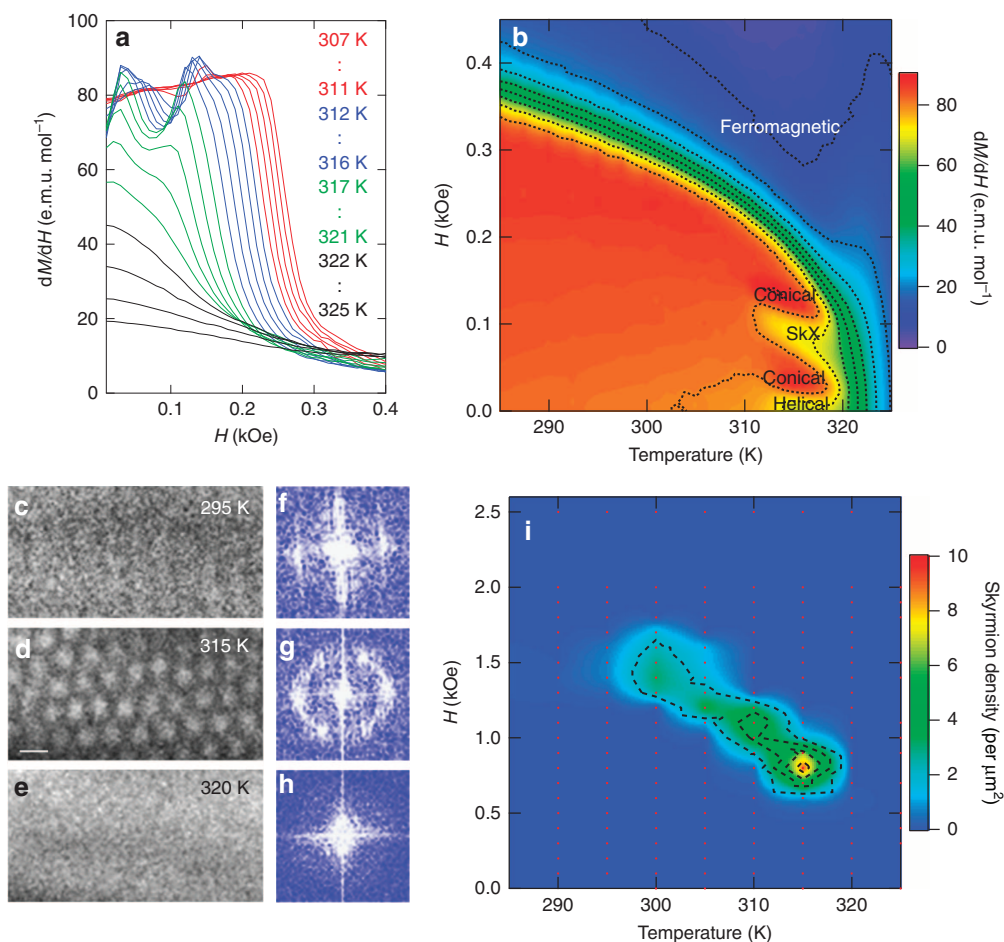 a
100
80
60
40
20
0
dM/dH (e.m.u. mol⁻¹)
0.1 0.2 0.3 0.4
H (kOe)
307 K
:
311 K
312 K
:
316 K
317 K
:
321 K
322 K
:
325 K
b
0.4
0.3
0.2
0.1
0.0
H (kOe)
290 300 310 320
Temperature (K)
Ferromagnetic
Conical
SkX
Conical
Helical
80
60
40
20
0
dM/dH (e.m.u. mol⁻¹)
c 295 K
f
d 315 K
g
e 320 K
h
i
2.5
2.0
1.5
1.0
0.5
0.0
H (kOe)
290 300 310 320
Temperature (K)
10
8
6
4
2
0
Skyrmion density
(per μm²)